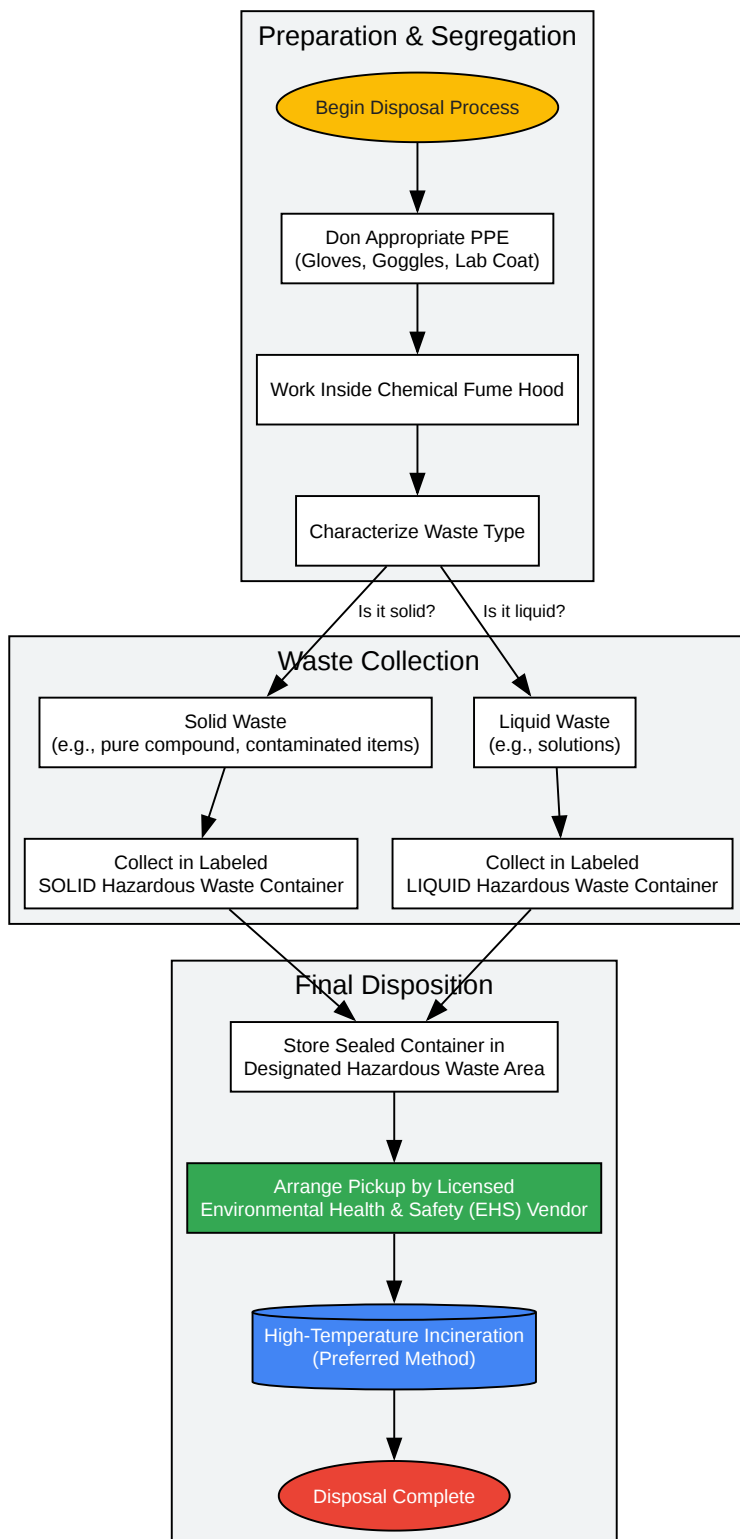 Preparation & Segregation
Begin Disposal Process
Don Appropriate PPE
(Gloves, Goggles, Lab Coat)
Work Inside Chemical Fume Hood
Characterize Waste Type
Is it solid?
Is it liquid?
Waste Collection
Solid Waste
(e.g., pure compound, contaminated items)
Liquid Waste
(e.g., solutions)
Collect in Labeled
SOLID Hazardous Waste Container
Collect in Labeled
LIQUID Hazardous Waste Container
Final Disposition
Store Sealed Container in
Designated Hazardous Waste Area
Arrange Pickup by Licensed
Environmental Health & Safety (EHS) Vendor
High-Temperature Incineration
(Preferred Method)
Disposal Complete